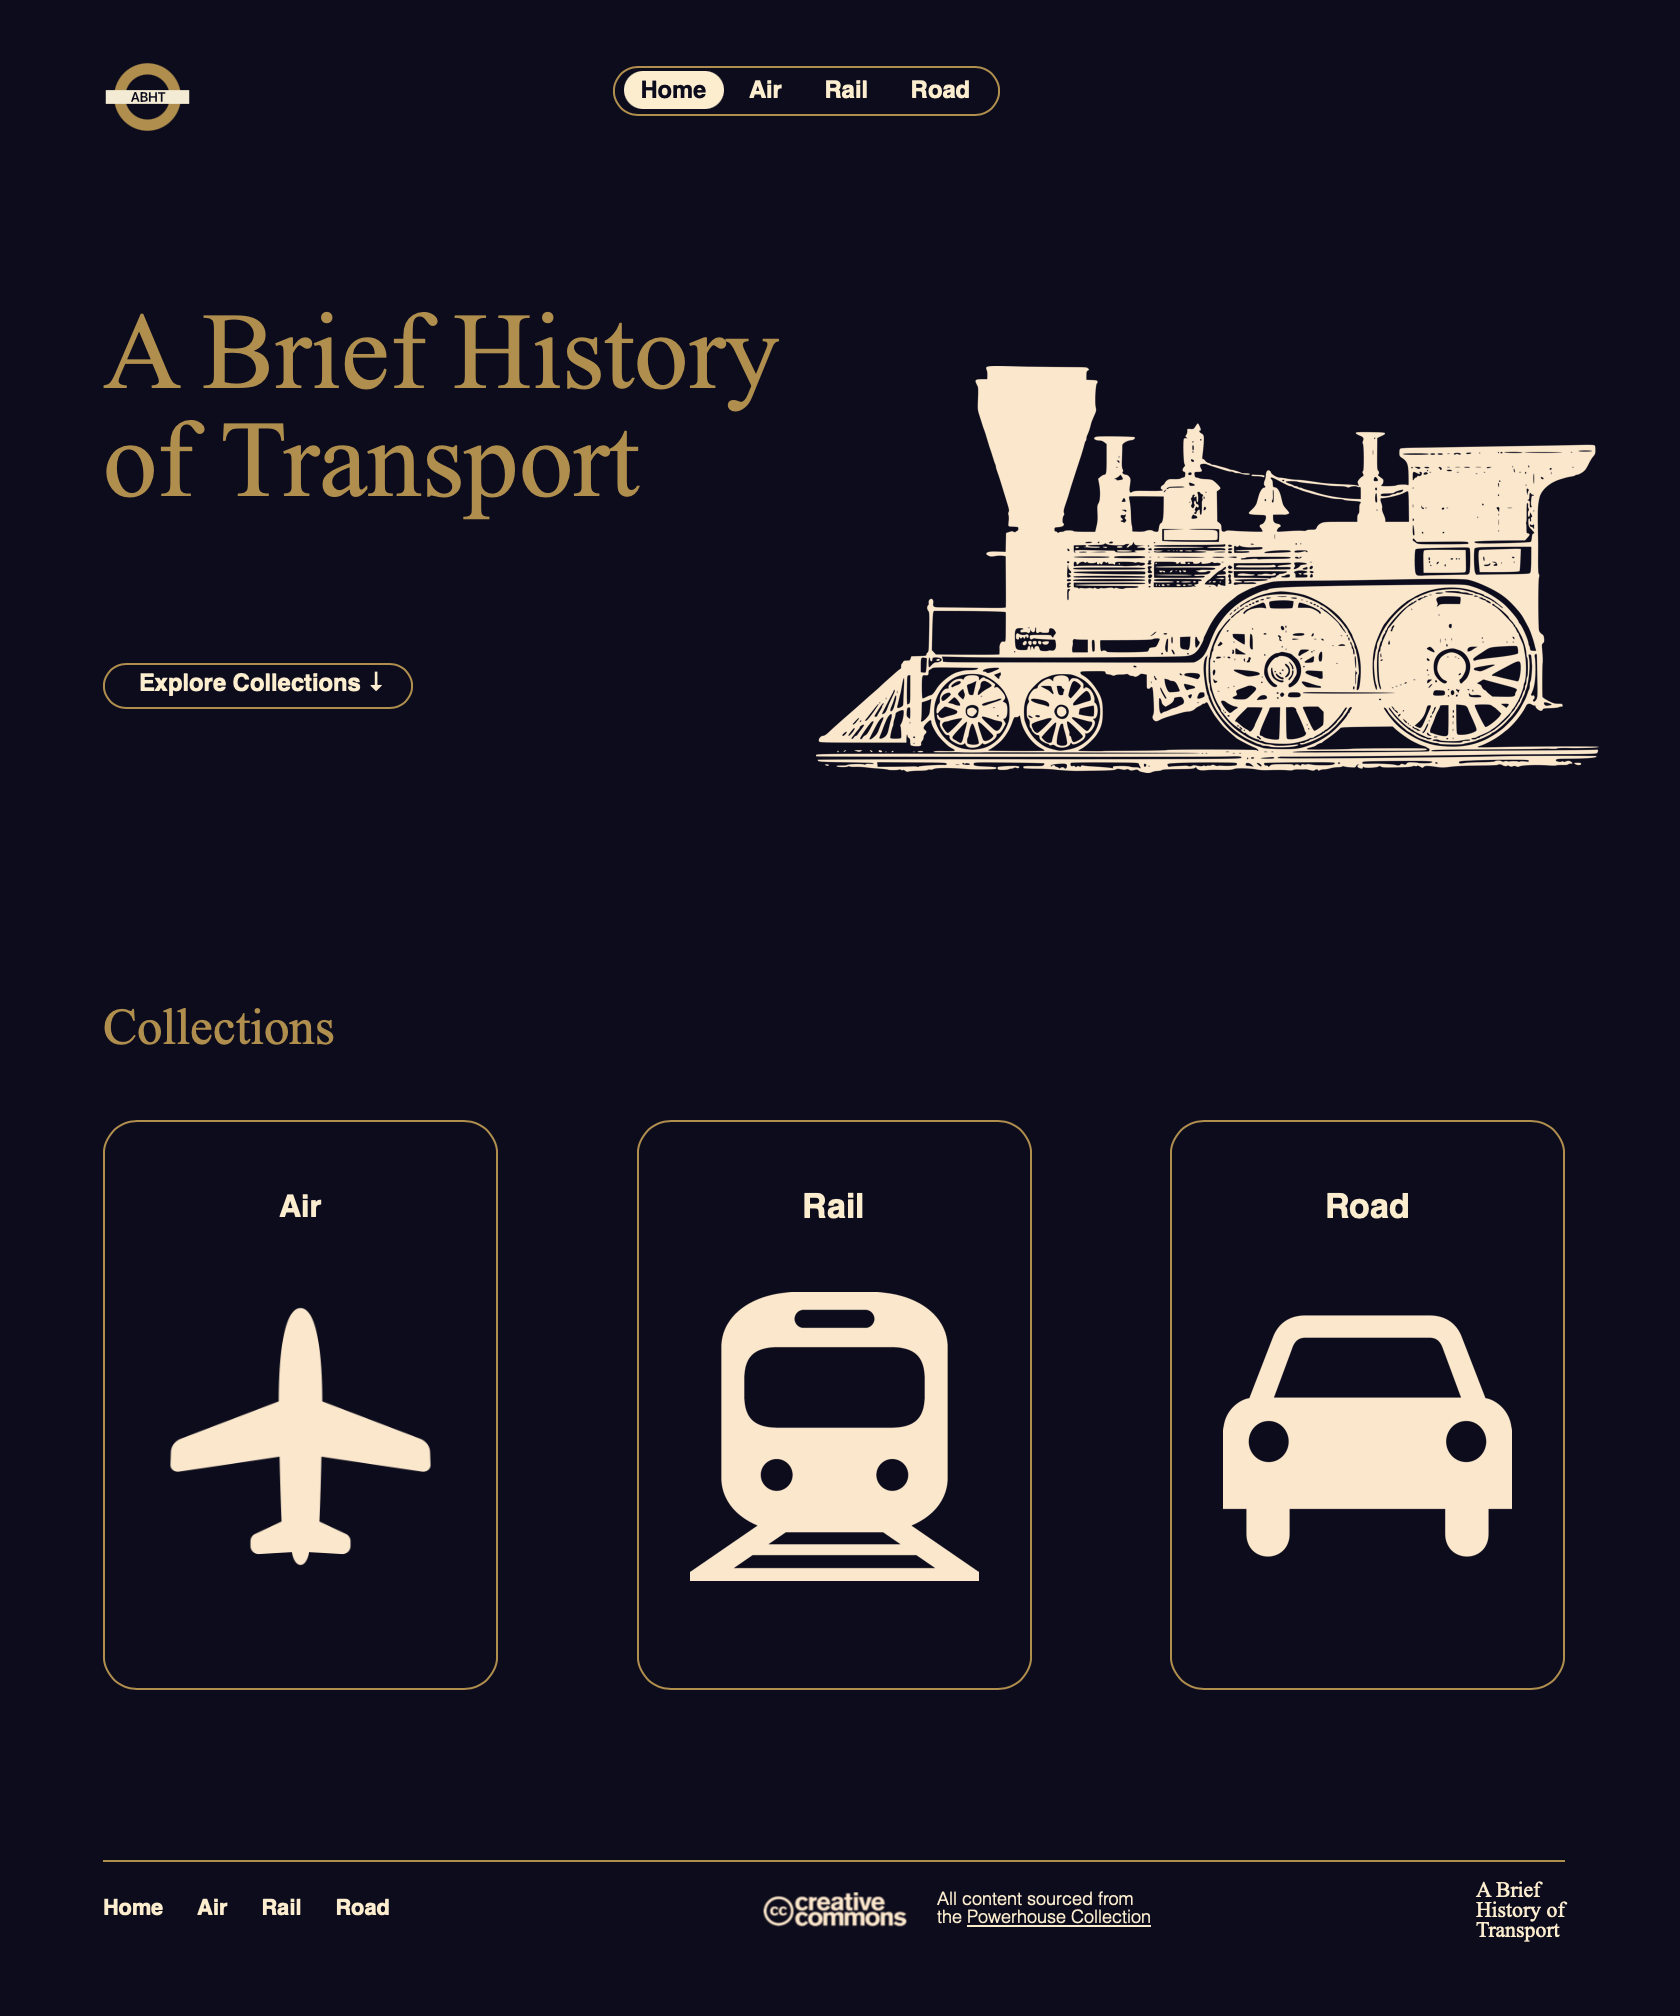 ABHT
Home Air Rail Road
A Brief History
of Transport
Explore Collections ↓
Collections
Air
Rail
Road
Home Air Rail Road
cc creative
commons
All content sourced from
the Powerhouse Collection
A Brief
History of
Transport